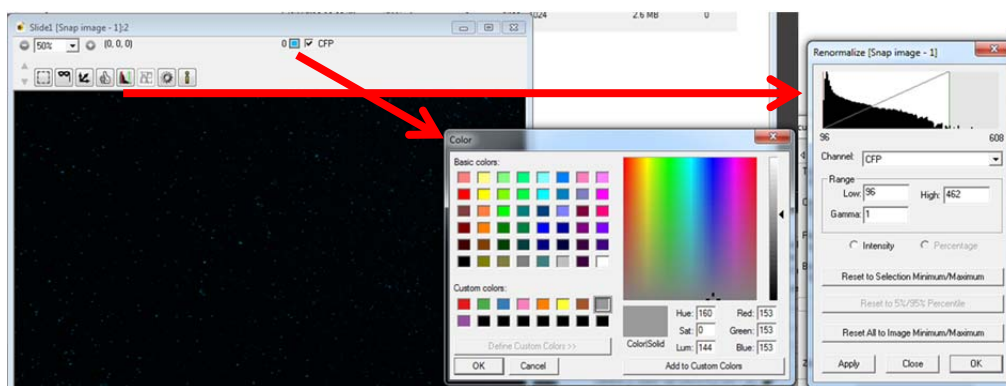 1024 2.6 MB 0
Slide1 [Snap image - 1]:2
50% (0, 0, 0) 0 CFP
Color
Basic colors:
Custom colors:
Define Custom Colors >>
OK Cancel
Color|Solid
Hue: 160 Red: 153
Sat: 0 Green: 153
Lum: 144 Blue: 153
Add to Custom Colors
Renormalize [Snap image - 1]
96 608
Channel: CFP
Range
Low: 96 High: 462
Gamma: 1
Intensity Percentage
Reset to Selection Minimum/Maximum
Reset to 5%/95% Percentile
Reset All to Image Minimum/Maximum
Apply Close OK